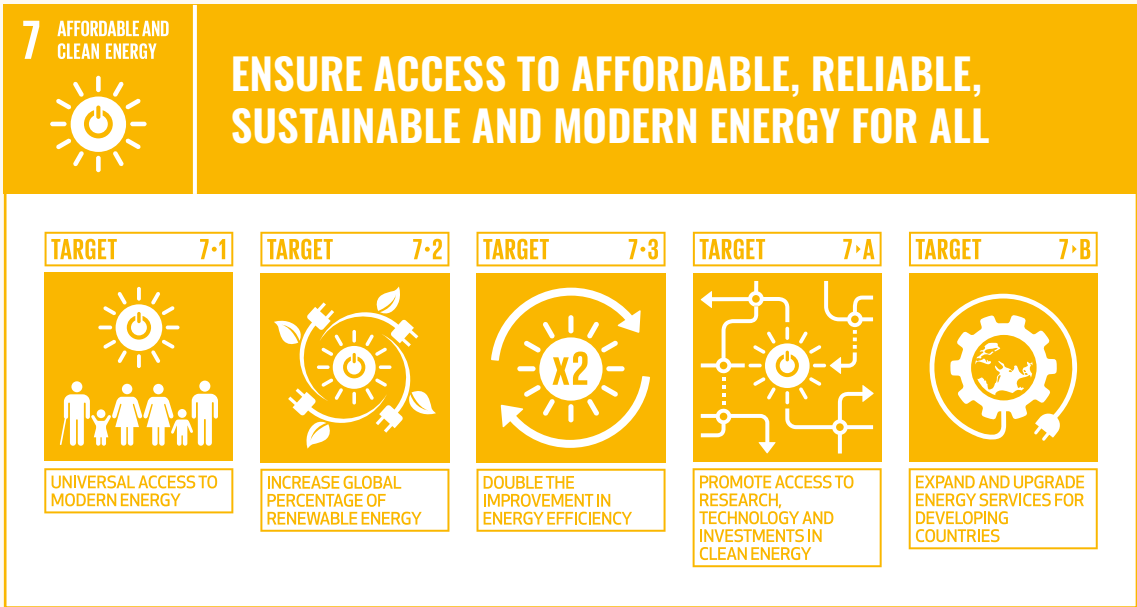 7 AFFORDABLE AND
CLEAN ENERGY
ENSURE ACCESS TO AFFORDABLE, RELIABLE,
SUSTAINABLE AND MODERN ENERGY FOR ALL
TARGET 7•1
UNIVERSAL ACCESS TO
MODERN ENERGY
TARGET 7•2
INCREASE GLOBAL
PERCENTAGE OF
RENEWABLE ENERGY
TARGET 7•3
x2
DOUBLE THE
IMPROVEMENT IN
ENERGY EFFICIENCY
TARGET 7▸A
PROMOTE ACCESS TO
RESEARCH,
TECHNOLOGY AND
INVESTMENTS IN
CLEAN ENERGY
TARGET 7▸B
EXPAND AND UPGRADE
ENERGY SERVICES FOR
DEVELOPING
COUNTRIES